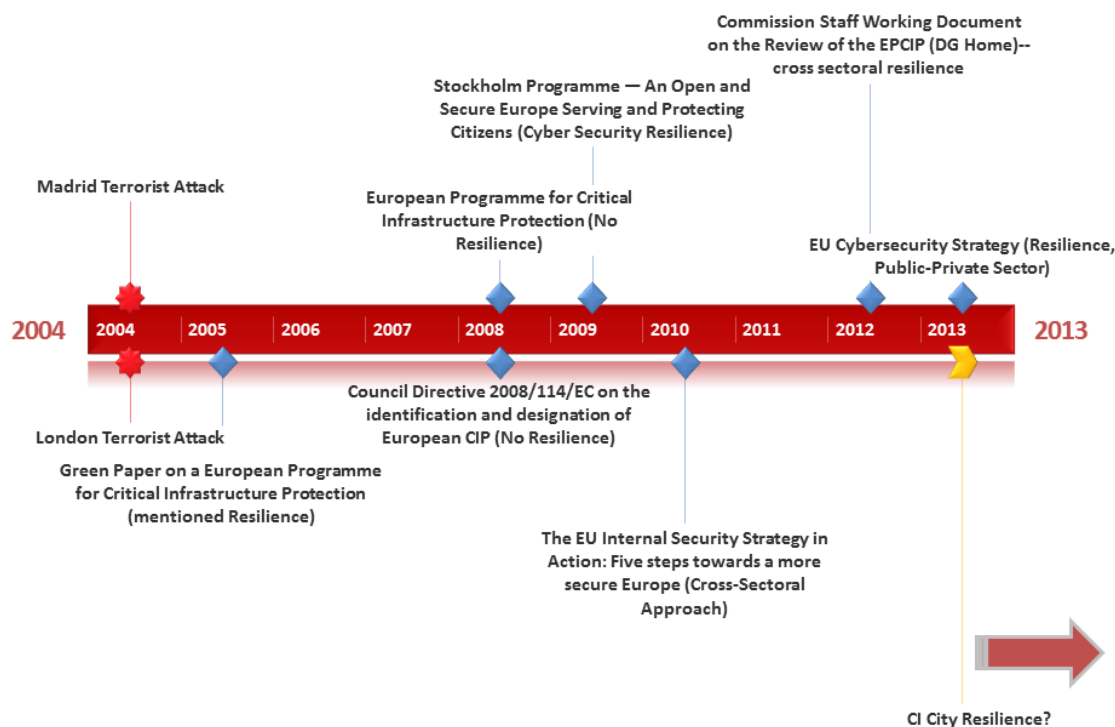 Commission Staff Working Document
on the Review of the EPCIP (DG Home)--
cross sectoral resilience
Stockholm Programme — An Open and
Secure Europe Serving and Protecting
Citizens (Cyber Security Resilience)
Madrid Terrorist Attack
European Programme for Critical
Infrastructure Protection (No
Resilience)
EU Cybersecurity Strategy (Resilience,
Public-Private Sector)
2004
2004
2005
2006
2007
2008
2009
2010
2011
2012
2013
2013
Council Directive 2008/114/EC on the
identification and designation of
European CIP (No Resilience)
London Terrorist Attack
Green Paper on a European Programme
for Critical Infrastructure Protection
(mentioned Resilience)
The EU Internal Security Strategy in
Action: Five steps towards a more
secure Europe (Cross-Sectoral
Approach)
CI City Resilience?